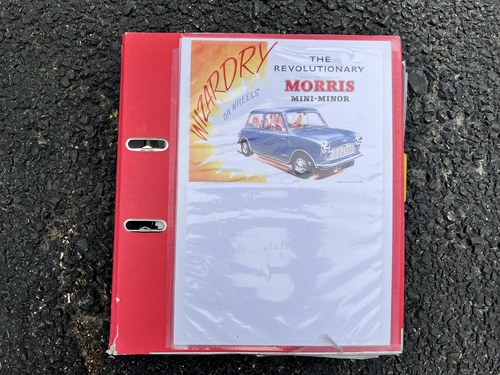 WIZARDRY
ON WHEELS
THE
REVOLUTIONARY
MORRIS
MINI-MINOR